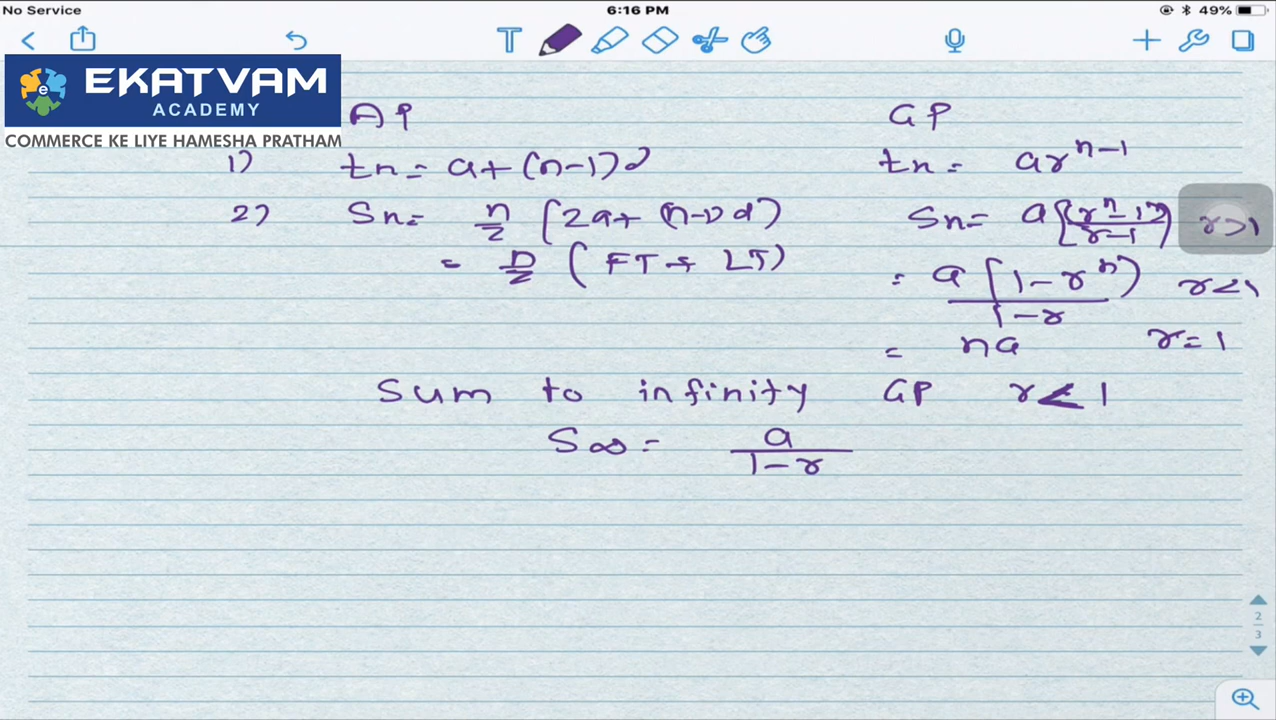 No Service
6:16 PM
49%
T
EKATVAM
ACADEMY
COMMERCE KE LIYE HAMESHA PRATHAM
AP
GP
1) tn = a + (n-1)d
tn = ar^(n-1)
2) Sn = n/2 [2a + (n-1)d]
Sn = a[(r^n-1)/(r-1)] r>1
= n/2 (FT + LT)
= a[1-r^n)/(1-r) r<1
= na r=1
Sum to infinity GP r < 1
S∞ = a/(1-r)
2
3